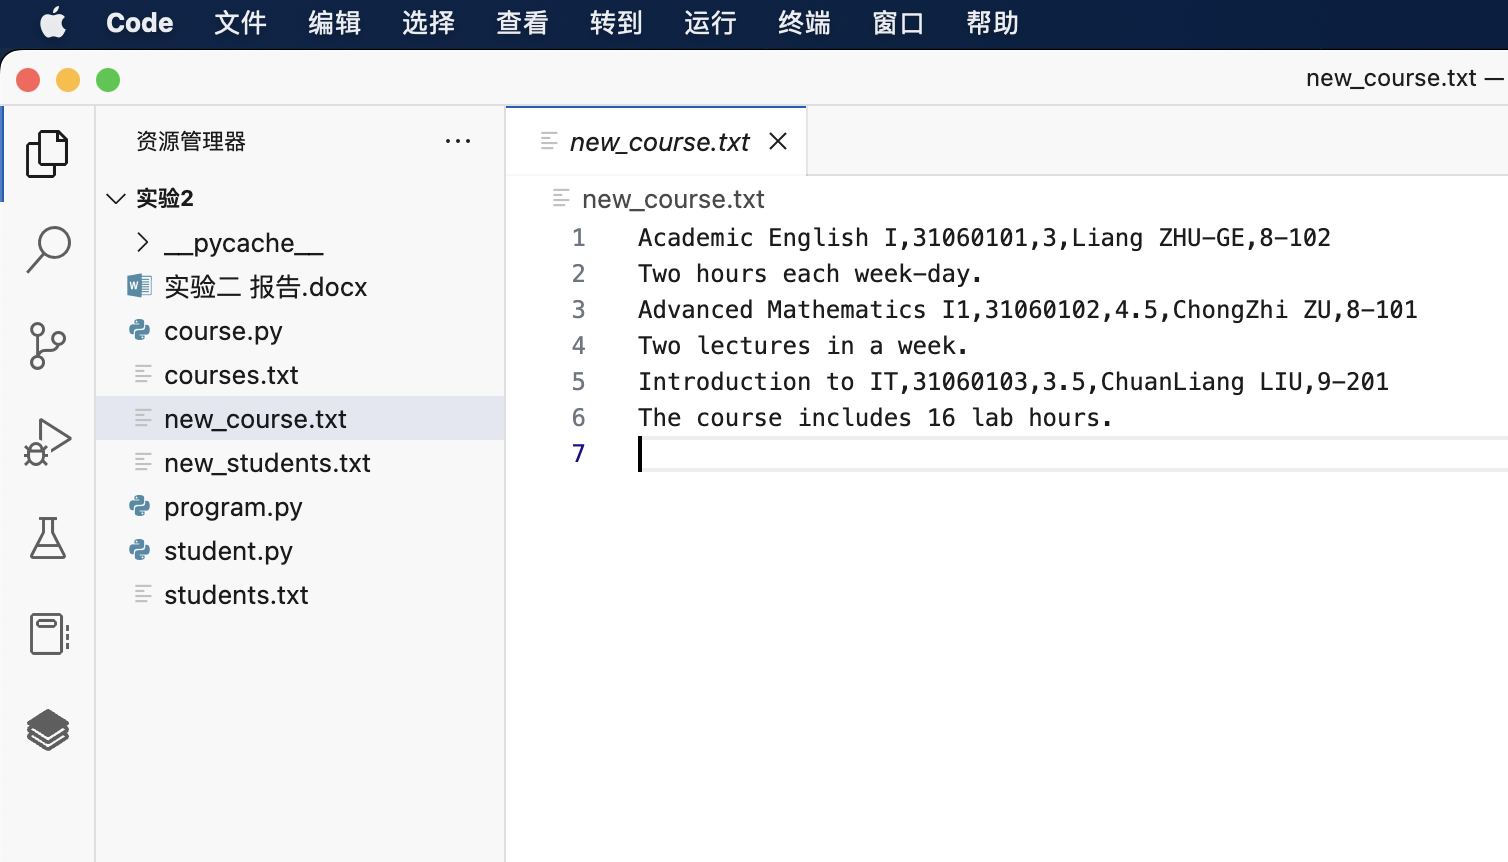 Code 文件 编辑 选择 查看 转到 运行 终端 窗口 帮助
new_course.txt —
资源管理器 ···
实验2
__pycache__
实验二 报告.docx
course.py
courses.txt
new_course.txt
new_students.txt
program.py
student.py
students.txt
new_course.txt
new_course.txt
1 Academic English I,31060101,3,Liang ZHU-GE,8-102
2 Two hours each week-day.
3 Advanced Mathematics I1,31060102,4.5,ChongZhi ZU,8-101
4 Two lectures in a week.
5 Introduction to IT,31060103,3.5,ChuanLiang LIU,9-201
6 The course includes 16 lab hours.
7